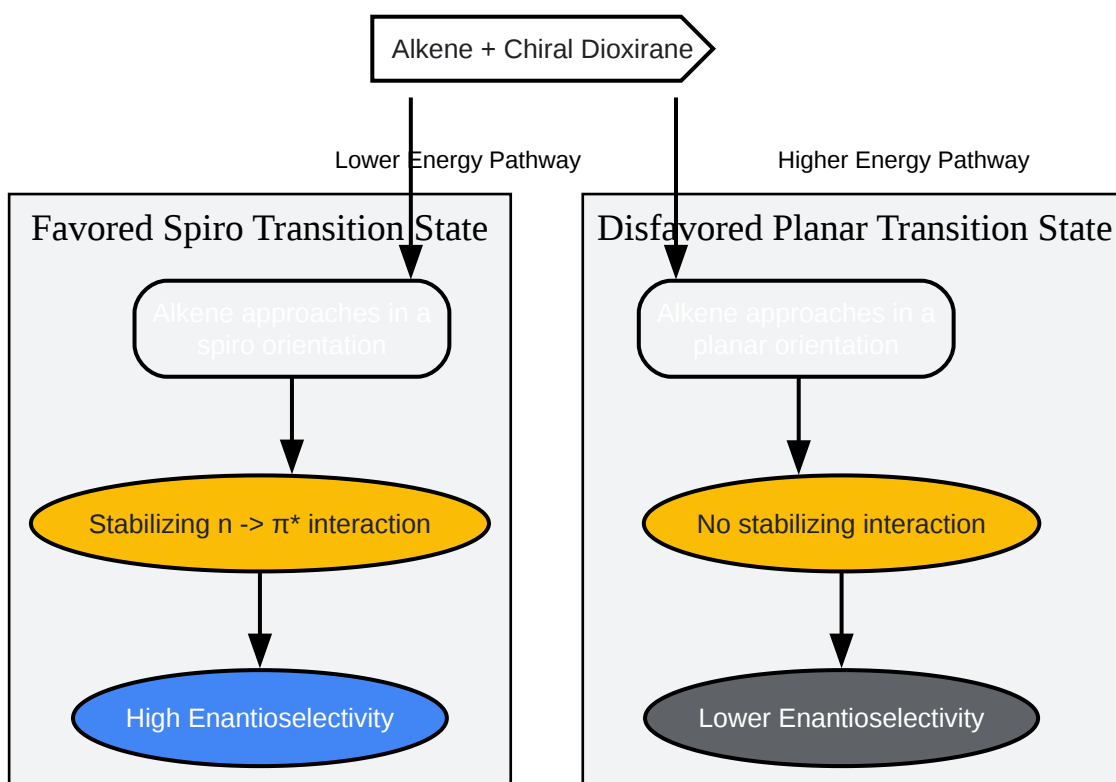 Alkene + Chiral Dioxirane
Lower Energy Pathway
Higher Energy Pathway
Favored Spiro Transition State
Disfavored Planar Transition State
Alkene approaches in a
spiro orientation
Alkene approaches in a
planar orientation
Stabilizing n -> π* interaction
No stabilizing interaction
High Enantioselectivity
Lower Enantioselectivity